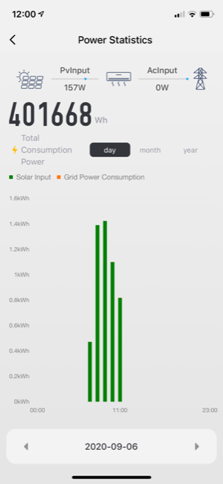 12:00
Power Statistics
PvInput
AcInput
157W
0W
401668 Wh
Total Consumption Power
day
month
year
Solar Input
Grid Power Consumption
1.6kWh
1.4kWh
1.2kWh
1kWh
0.8kWh
0.6kWh
0.4kWh
0.2kWh
0kWh
00:00
11:00
23:00
2020-09-06